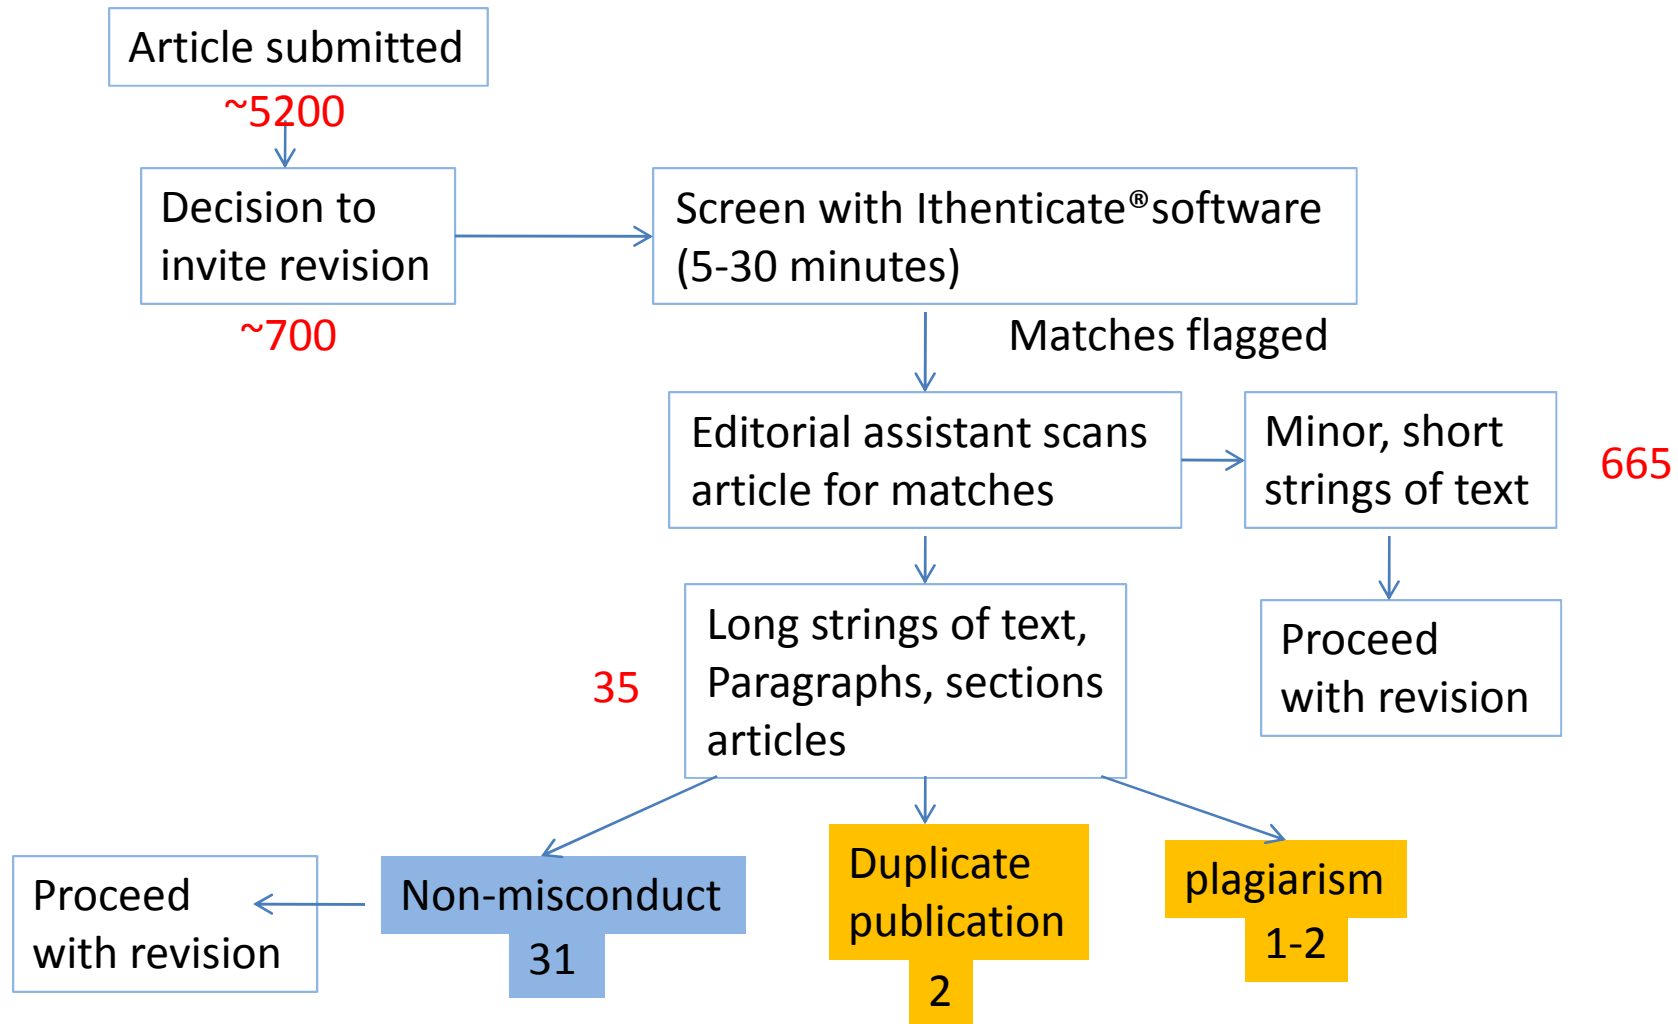 Article submitted
~5200
Decision to
invite revision
~700
Screen with Ithenticate®software
(5-30 minutes)
Matches flagged
Editorial assistant scans
article for matches
Minor, short
strings of text
665
Proceed
with revision
Long strings of text,
Paragraphs, sections
articles
35
Proceed
with revision
Non-misconduct
31
Duplicate
publication
2
plagiarism
1-2